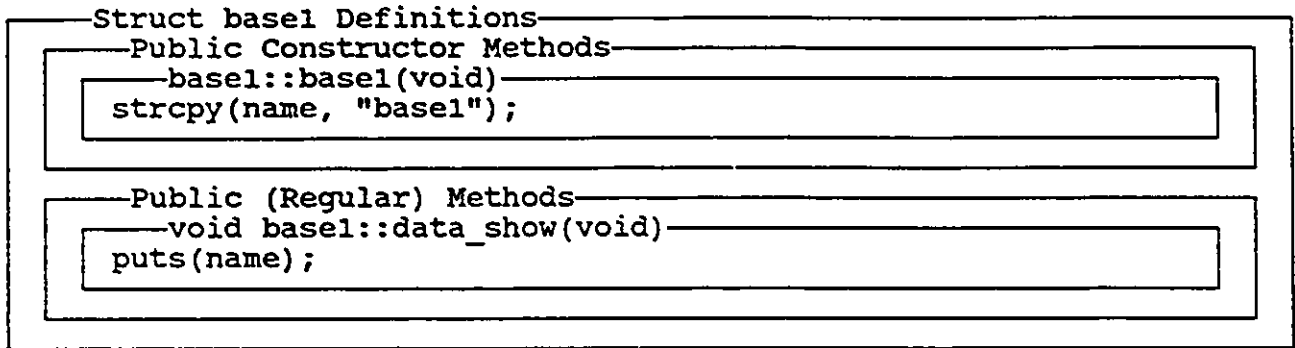 Struct base1 Definitions
Public Constructor Methods
base1::base1(void)
strcpy(name, "base1");
Public (Regular) Methods
void base1::data_show(void)
puts(name);